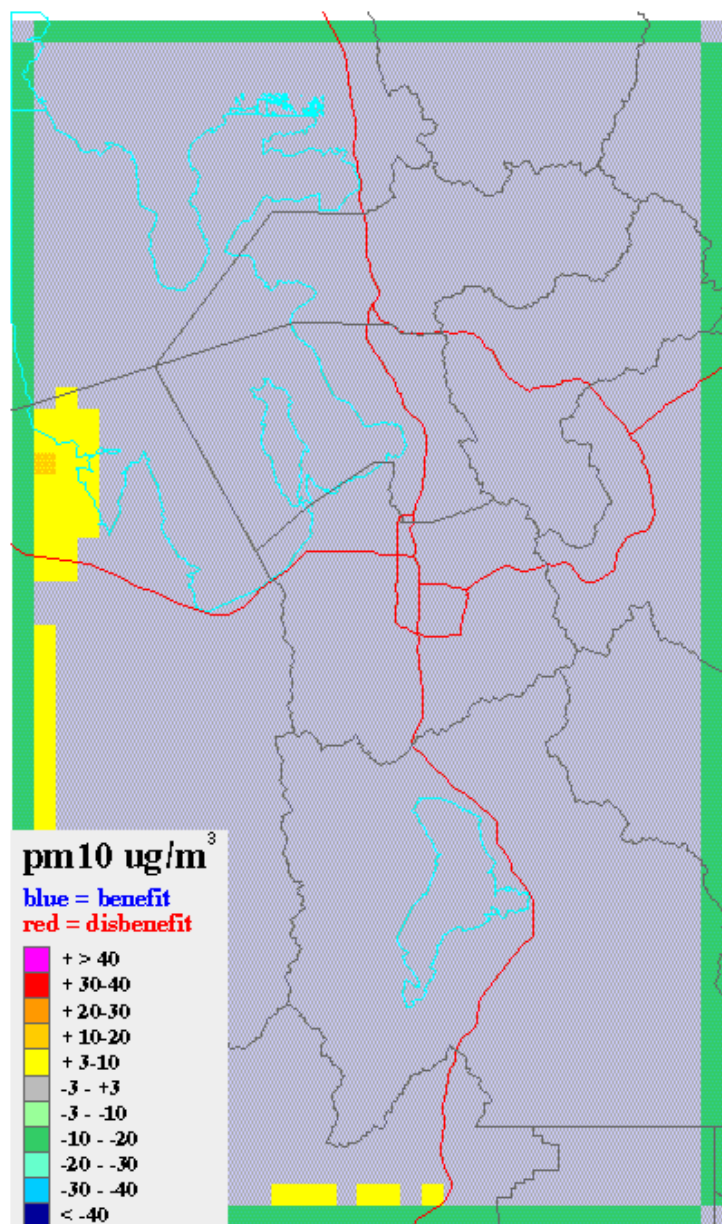 pm10 ug/m³
blue = benefit
red = disbenefit
+ > 40
+ 30-40
+ 20-30
+ 10-20
+ 3-10
-3 - +3
-3 - -10
-10 - -20
-20 - -30
-30 - -40
< -40